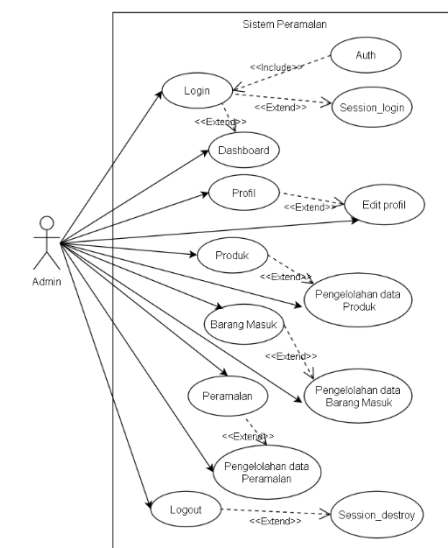 Sistem Peramalan
Auth
<<Include>>
Login
<<Extend>>
Session_login
<<Extend>>
Dashboard
Profil
<<Extend>>
Edit profil
Produk
<<Extend>>
Pengelolahan data
Produk
Admin
Barang Masuk
<<Extend>>
Pengelolahan data
Barang Masuk
Peramalan
<<Extend>>
Pengelolahan data
Peramalan
Logout
<<Extend>>
Session_destroy